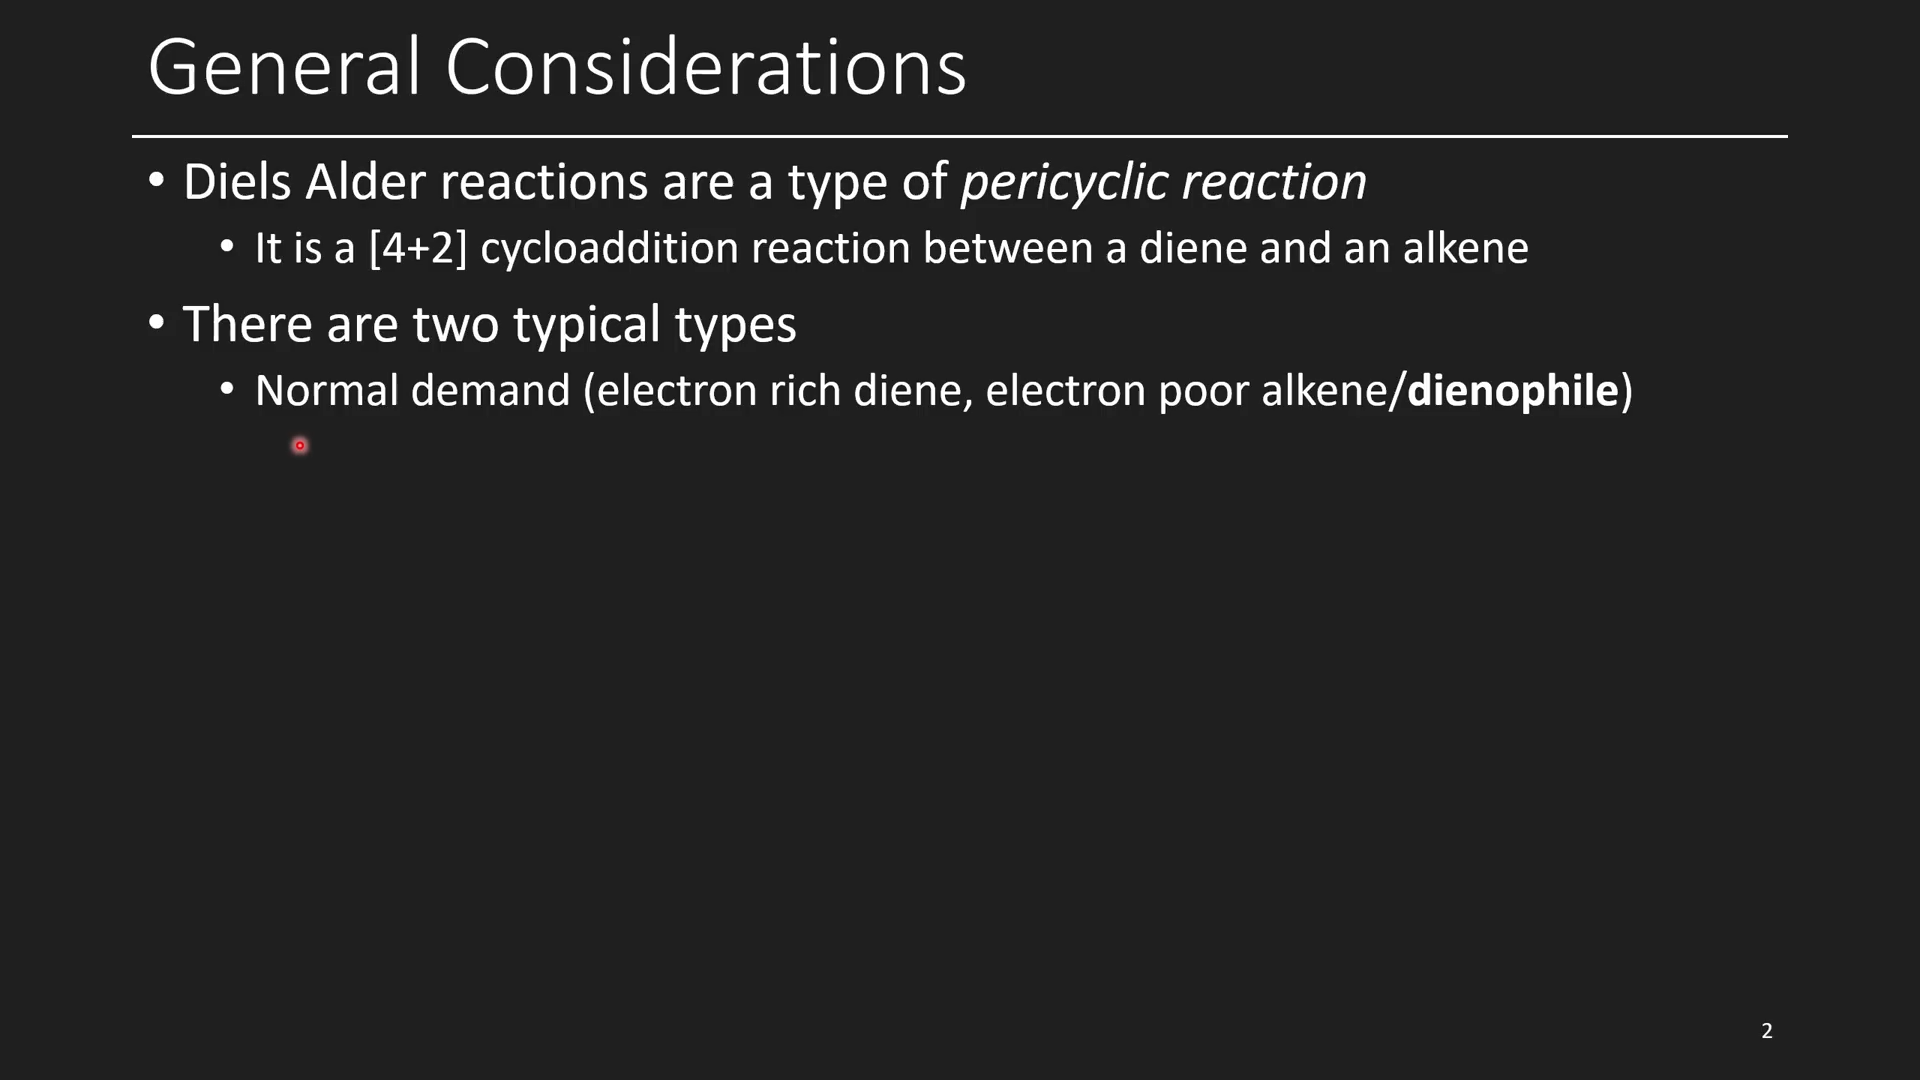 General Considerations
• Diels Alder reactions are a type of pericyclic reaction
• It is a [4+2] cycloaddition reaction between a diene and an alkene
• There are two typical types
• Normal demand (electron rich diene, electron poor alkene/dienophile)
2